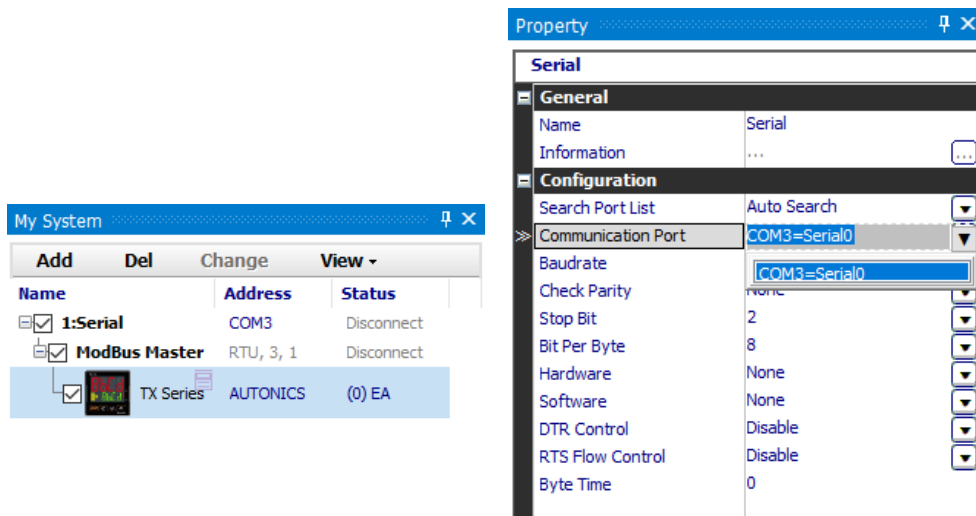 My System
Add Del Change View
Name Address Status
1:Serial COM3 Disconnect
ModBus Master RTU, 3, 1 Disconnect
TX Series AUTONICS (0) EA
Property
Serial
General
Name Serial
Information ... ...
Configuration
Search Port List Auto Search
Communication Port COM3=Serial0
Baudrate COM3=Serial0
Check Parity None
Stop Bit 2
Bit Per Byte 8
Hardware None
Software None
DTR Control Disable
RTS Flow Control Disable
Byte Time 0